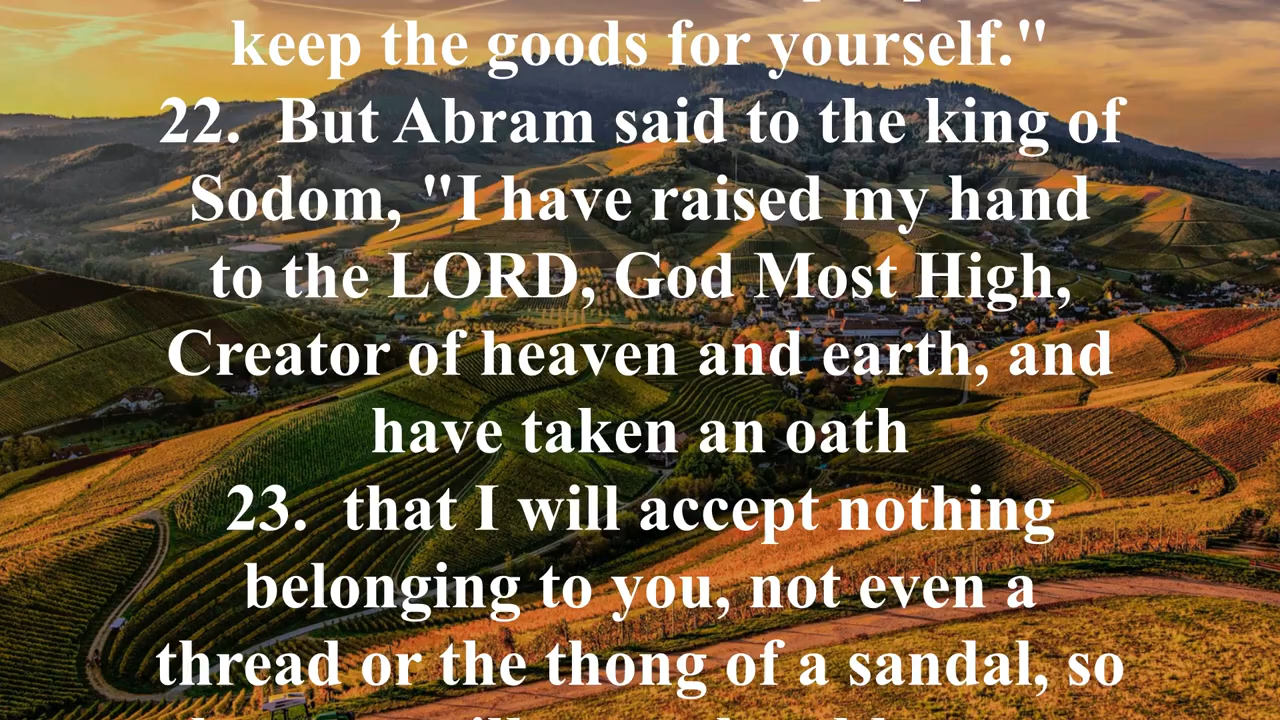 keep the goods for yourself."
22.  But Abram said to the king of
Sodom, "I have raised my hand
to the LORD, God Most High,
Creator of heaven and earth, and
have taken an oath
23.  that I will accept nothing
belonging to you, not even a
thread or the thong of a sandal, so